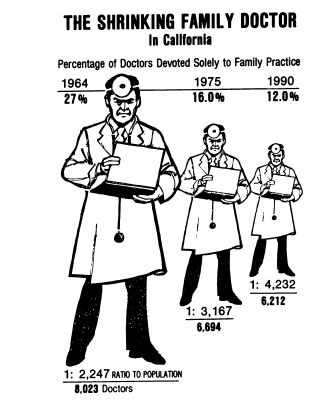 THE SHRINKING FAMILY DOCTOR
In California
Percentage of Doctors Devoted Solely to Family Practice
1964 1975 1990
27% 16.0% 12.0%
1: 4,232
6,212
1: 3,167
6,694
1: 2,247 RATIO TO POPULATION
8,023 Doctors